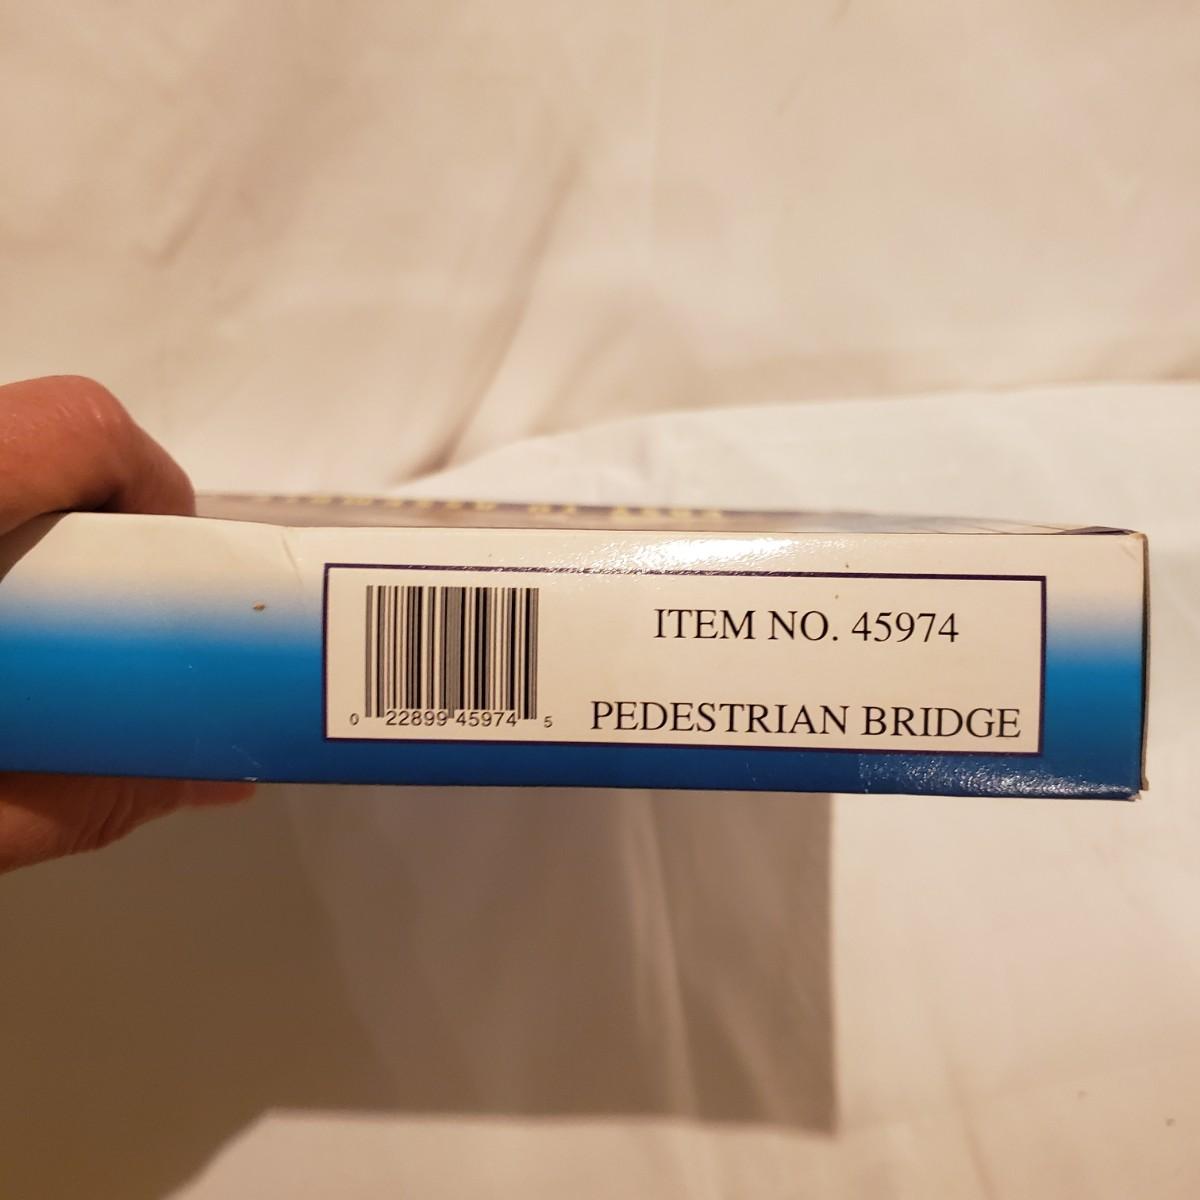 ITEM NO. 45974
0 22899 45974 5
PEDESTRIAN BRIDGE